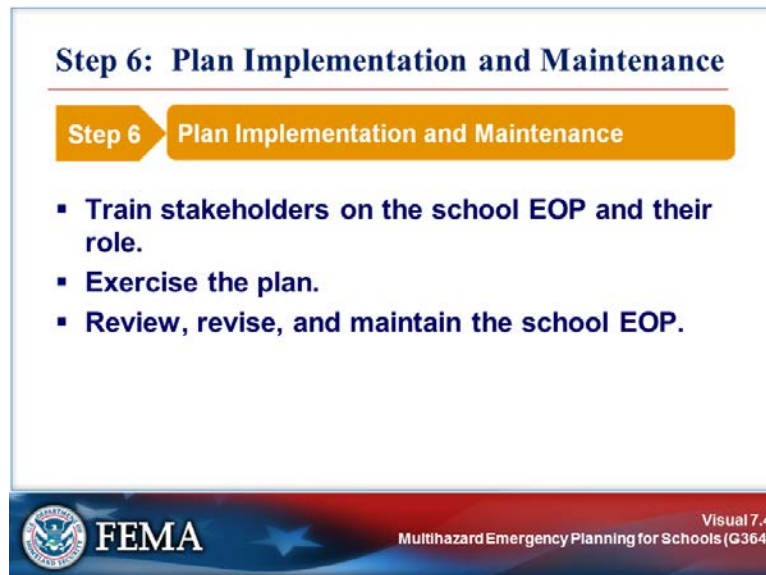 Step 6: Plan Implementation and Maintenance
Step 6
Plan Implementation and Maintenance
▪ Train stakeholders on the school EOP and their
role.
▪ Exercise the plan.
▪ Review, revise, and maintain the school EOP.
FEMA
Visual 7.4
Multihazard Emergency Planning for Schools (G364